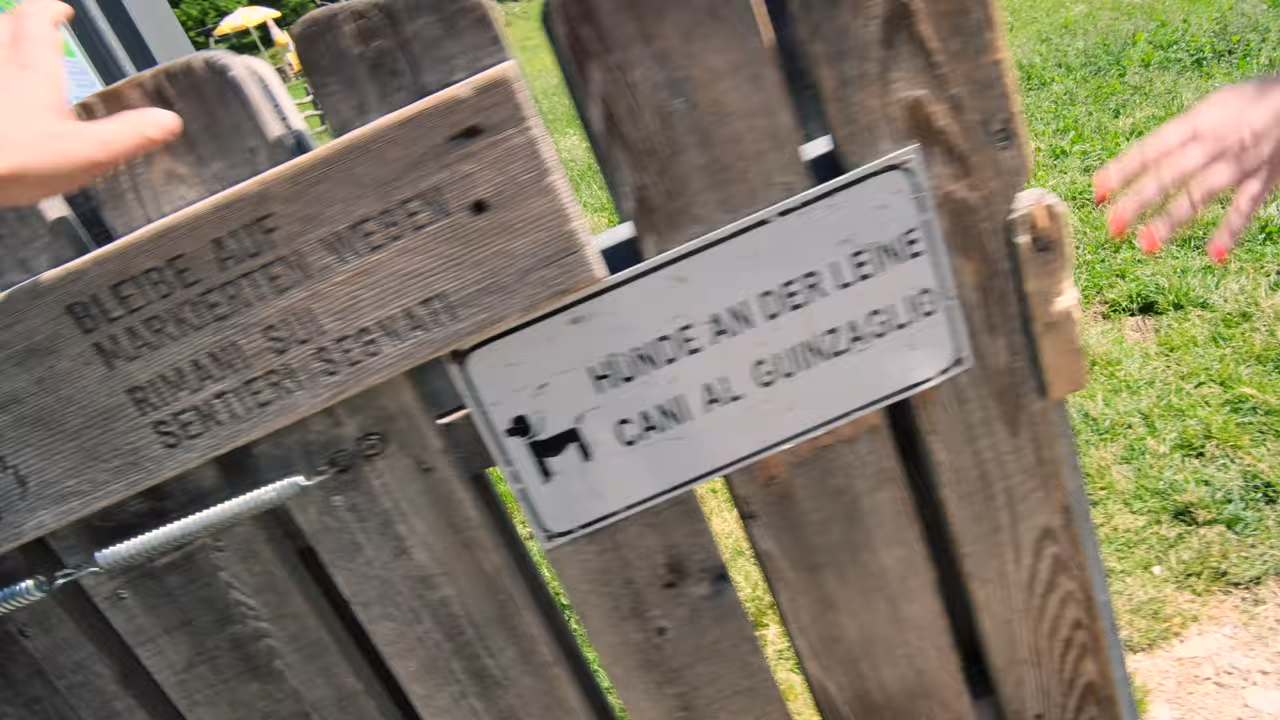 BLEIBE AUF
MARKIERTEN WEGEN
RIMANI SUI
SENTIERI SEGNATI
HUNDE AN DER LEINE
CANI AL GUINZAGLIO